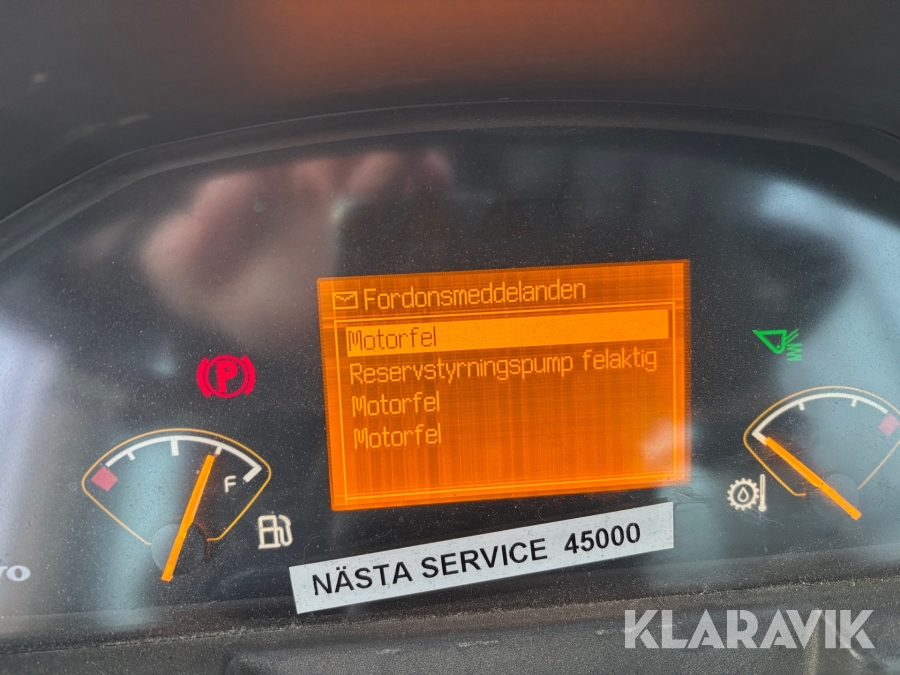 Fordonsmeddelanden
Motorfel
Reservstyrningspump felaktig
Motorfel
Motorfel
P
F
NÄSTA SERVICE 45000
KLARAVIK